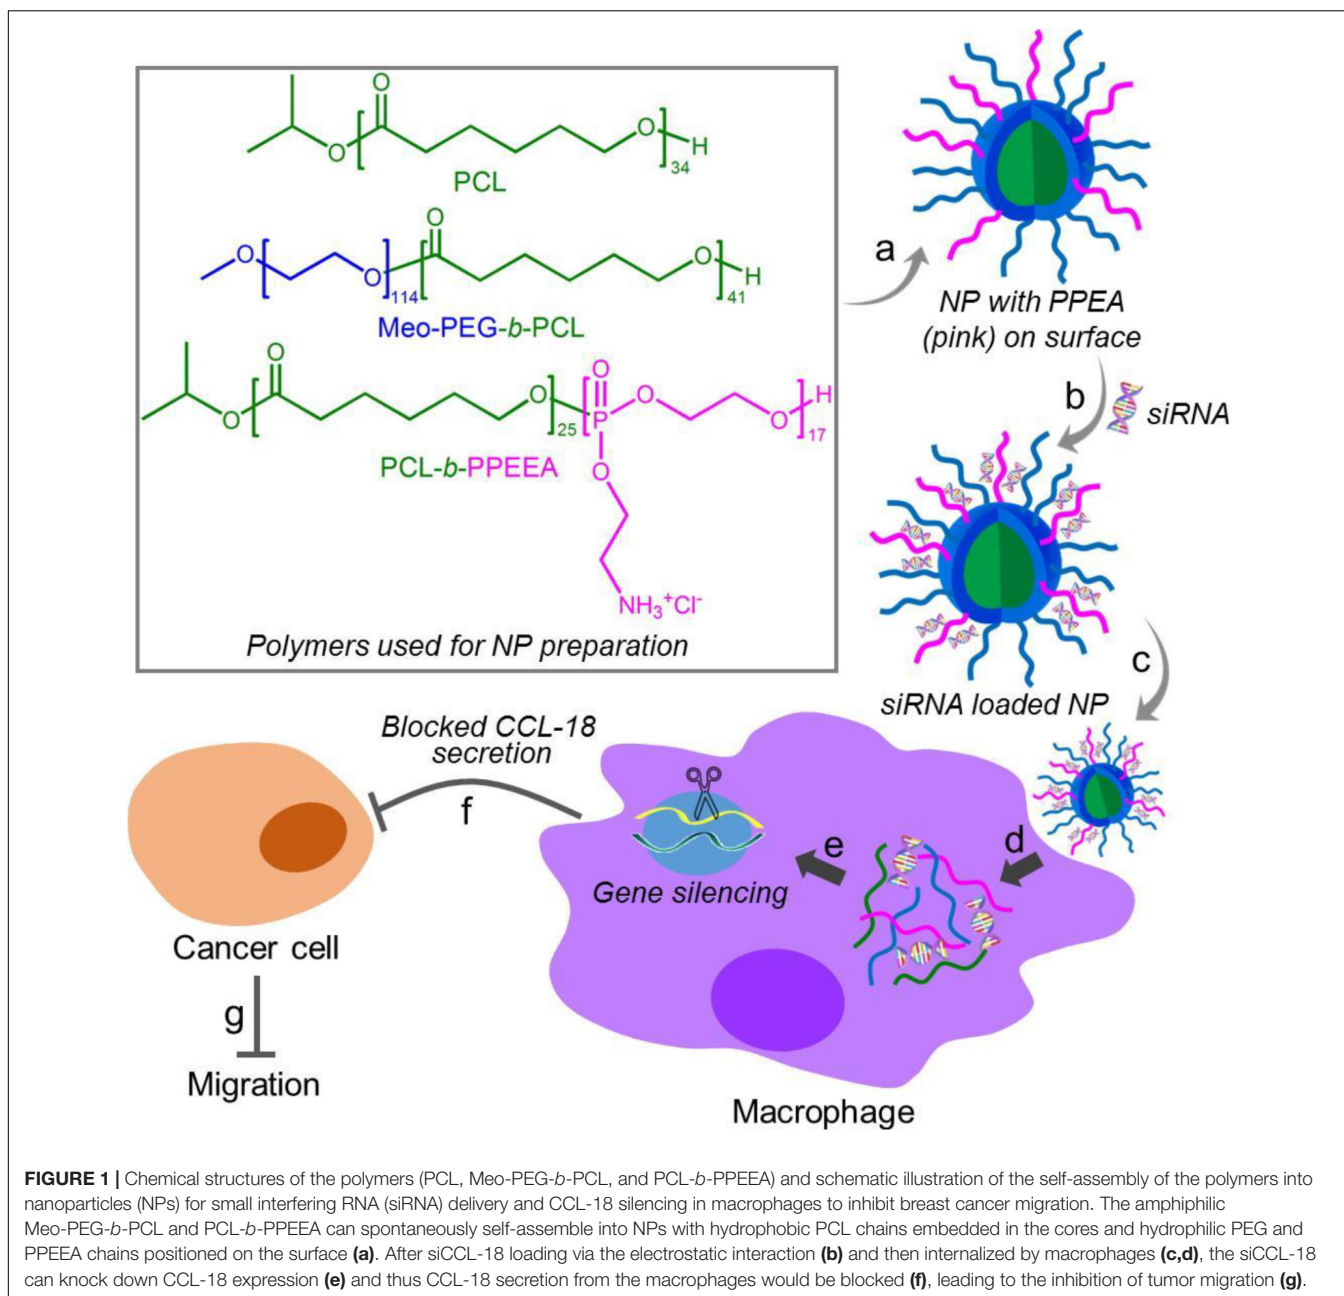 O
O
O
H
34
PCL
O
O
114
O
O
H
41
Meo-PEG-b-PCL
O
O
O
25
O
P
O
O
H
17
O
PCL-b-PPEEA
NH3+Cl-
Polymers used for NP preparation
a
NP with PPEA
(pink) on surface
b
siRNA
siRNA loaded NP
c
Blocked CCL-18
secretion
f
d
e
Gene silencing
Cancer cell
g
Migration
Macrophage
FIGURE 1 | Chemical structures of the polymers (PCL, Meo-PEG-b-PCL, and PCL-b-PPEEA) and schematic illustration of the self-assembly of the polymers into
nanoparticles (NPs) for small interfering RNA (siRNA) delivery and CCL-18 silencing in macrophages to inhibit breast cancer migration. The amphiphilic
Meo-PEG-b-PCL and PCL-b-PPEEA can spontaneously self-assemble into NPs with hydrophobic PCL chains embedded in the cores and hydrophilic PEG and
PPEEA chains positioned on the surface (a). After siCCL-18 loading via the electrostatic interaction (b) and then internalized by macrophages (c,d), the siCCL-18
can knock down CCL-18 expression (e) and thus CCL-18 secretion from the macrophages would be blocked (f), leading to the inhibition of tumor migration (g).